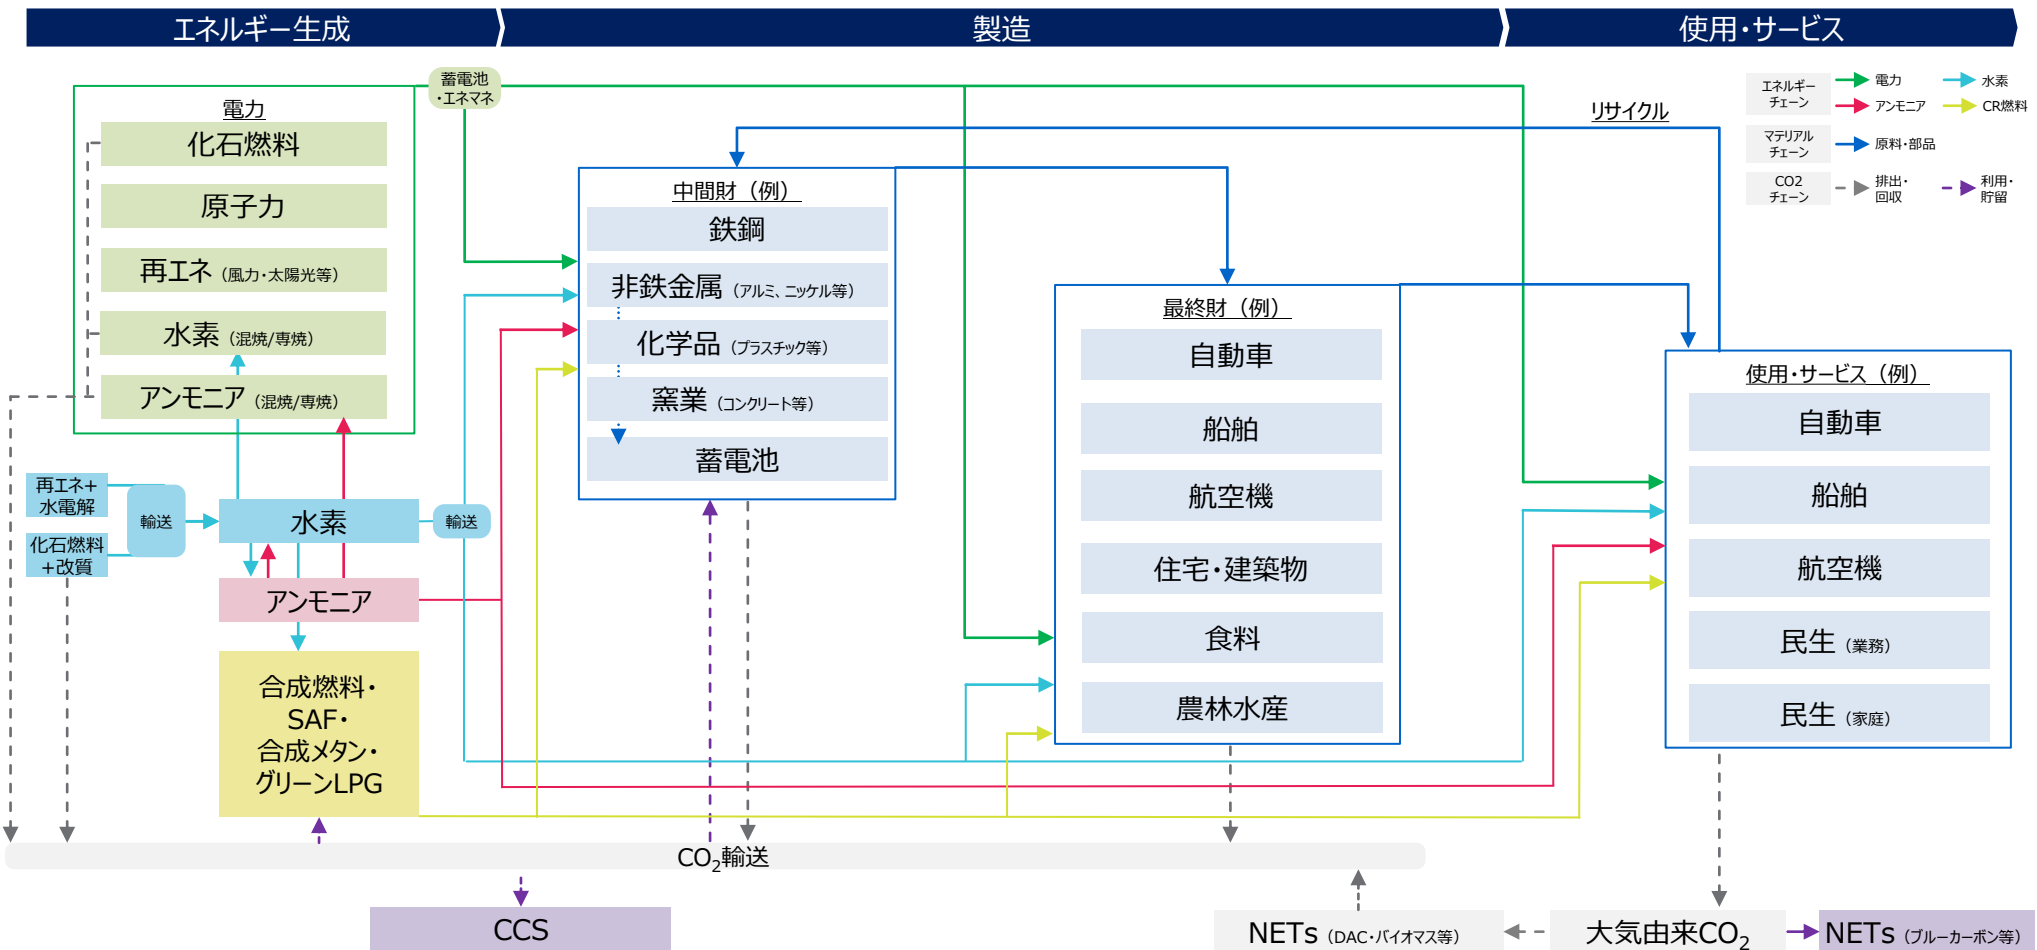 エネルギー生成
製造
使用・サービス
蓄電池
・エネマネ
エネルギー
チェーン
電力
水素
アンモニア
CR燃料
マテリアル
チェーン
原料・部品
CO2
チェーン
排出・
回収
利用・
貯留
リサイクル
電力
化石燃料
原子力
再エネ（風力・太陽光等）
水素（混焼/専焼）
アンモニア（混焼/専焼）
再エネ+
水電解
化石燃料
+改質
輸送
水素
輸送
アンモニア
合成燃料・
SAF・
合成メタン・
グリーンLPG
中間財（例）
鉄鋼
非鉄金属（アルミ、ニッケル等）
化学品（プラスチック等）
窯業（コンクリート等）
蓄電池
最終財（例）
自動車
船舶
航空機
住宅・建築物
食料
農林水産
使用・サービス（例）
自動車
船舶
航空機
民生（業務）
民生（家庭）
CO₂輸送
CCS
NETs（DAC・バイオマス等）
大気由来CO₂
NETs（ブルーカーボン等）